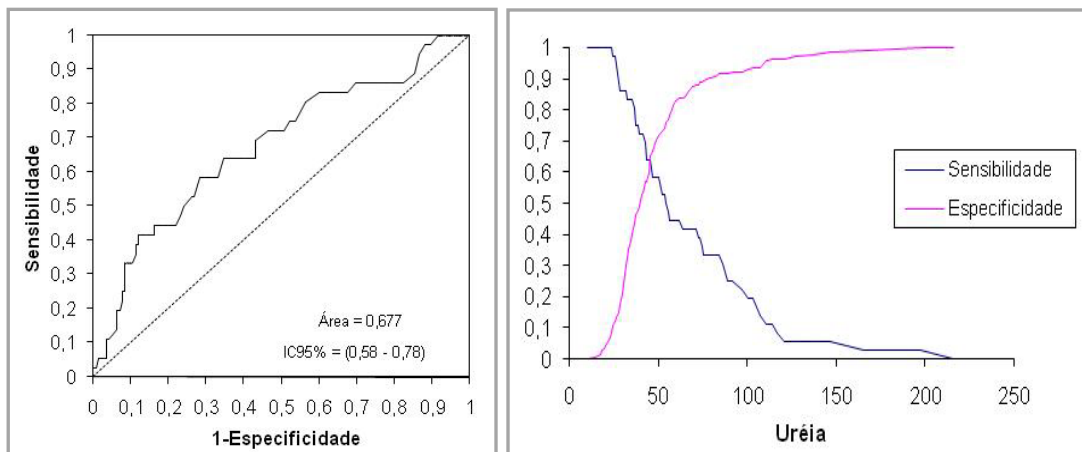 1
0,9
0,8
0,7
0,6
0,5
0,4
0,3
0,2
0,1
0
Sensibilidade
Área = 0,677
IC95% = (0,58 - 0,78)
0 0,1 0,2 0,3 0,4 0,5 0,6 0,7 0,8 0,9 1
1-Especificidade
1
0,9
0,8
0,7
0,6
0,5
0,4
0,3
0,2
0,1
0
0 50 100 150 200 250
Uréia
Sensibilidade
Especificidade